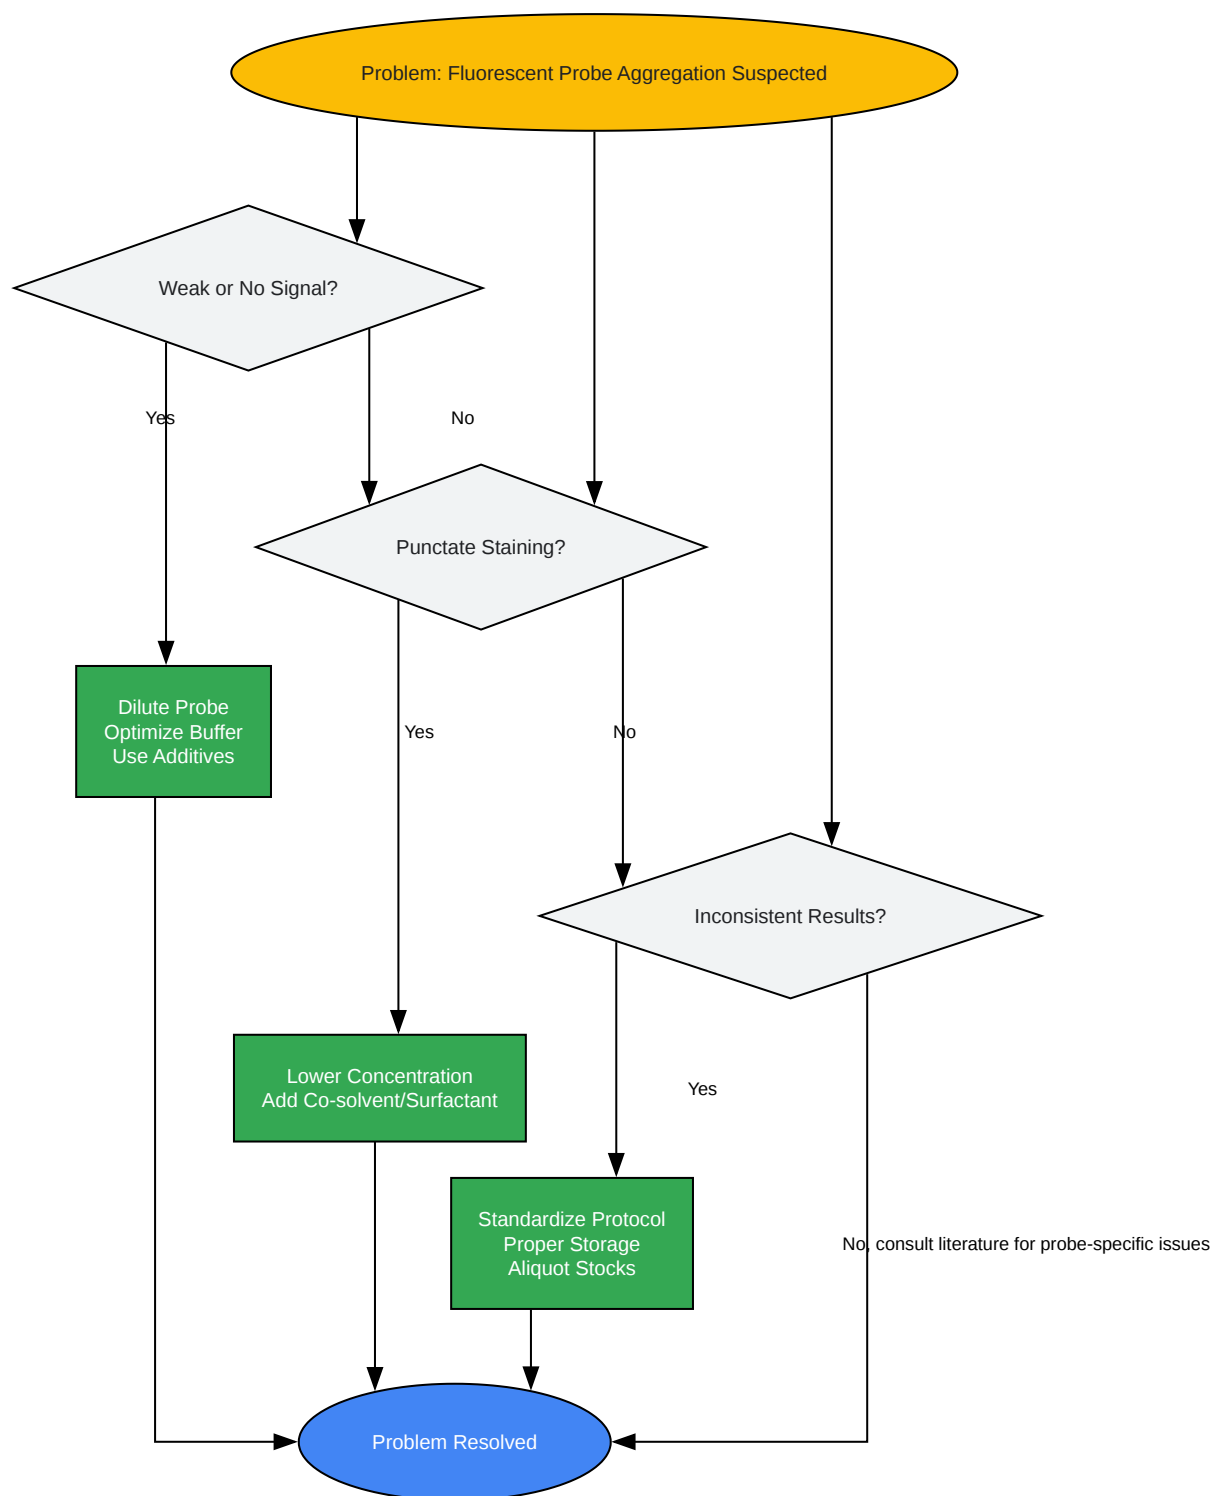 Problem: Fluorescent Probe Aggregation Suspected
Weak or No Signal?
Yes
No
Punctate Staining?
Dilute Probe
Optimize Buffer
Use Additives
Yes
No
Inconsistent Results?
Lower Concentration
Add Co-solvent/Surfactant
Yes
Standardize Protocol
Proper Storage
Aliquot Stocks
No, consult literature for probe-specific issues
Problem Resolved